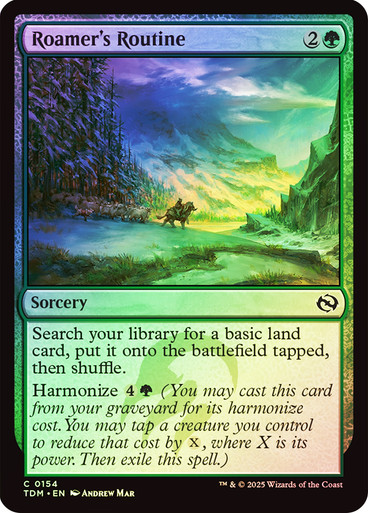 Roamer's Routine 2
Sorcery
Search your library for a basic land
card, put it onto the battlefield tapped,
then shuffle.
Harmonize 4 (You may cast this card
from your graveyard for its harmonize
cost. You may tap a creature you control
to reduce that cost by X, where X is its
power. Then exile this spell.)
C 0154
TDM • EN Andrew Mar
™ & © 2025 Wizards of the Coast